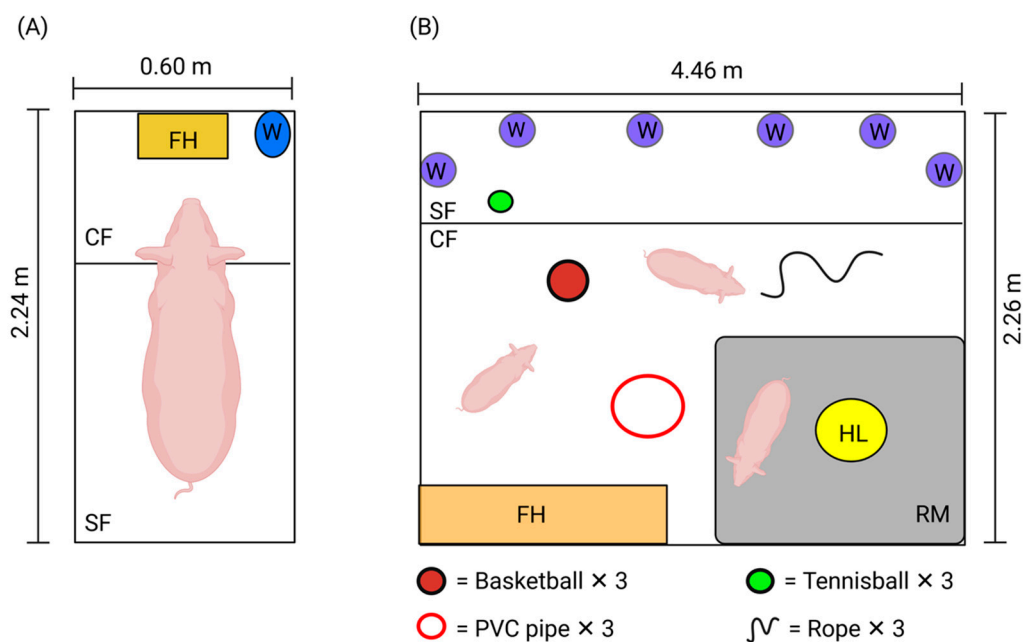 (A)
(B)
0.60 m
4.46 m
FH
W
W
W
W
W
W
W
SF
CF
CF
2.24 m
2.26 m
HL
SF
FH
RM
= Basketball × 3
= Tennisball × 3
= PVC pipe × 3
= Rope × 3